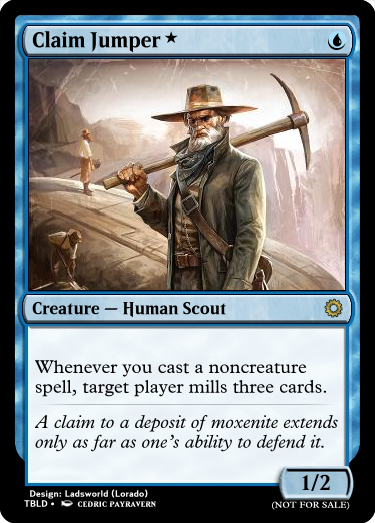 Claim Jumper ★
Creature — Human Scout
Whenever you cast a noncreature
spell, target player mills three cards.
A claim to a deposit of moxenite extends
only as far as one's ability to defend it.
1/2
Design: Ladsworld (Lorado)
TBLD • CEDRIC PAYRAVERN
(NOT FOR SALE)